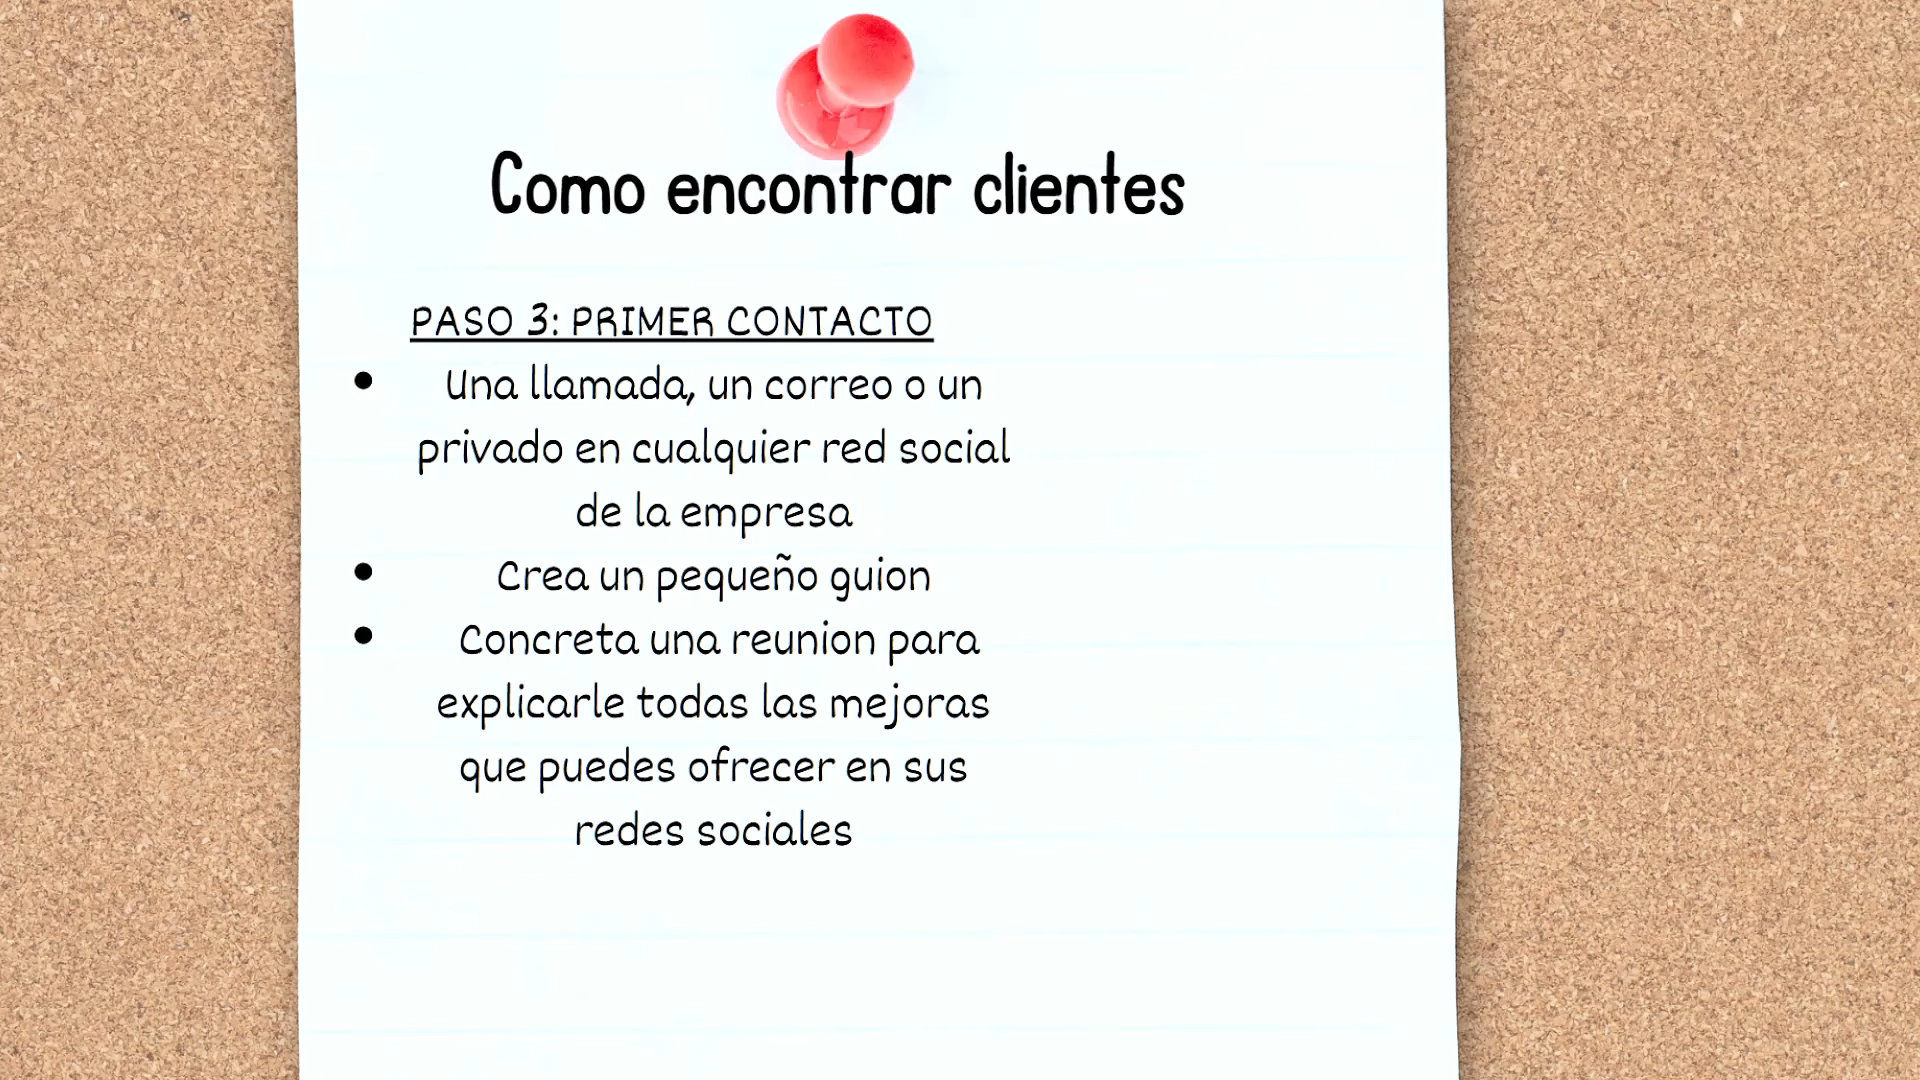 Como encontrar clientes
PASO 3: PRIMER CONTACTO
• Una llamada, un correo o un
privado en cualquier red social
de la empresa
• Crea un pequeño guion
• Concreta una reunion para
explicarle todas las mejoras
que puedes ofrecer en sus
redes sociales